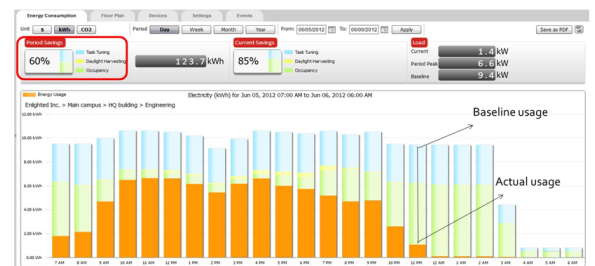 Energy Consumption Floor Plan Devices Settings Events
Unit $ kWh CO2 Period Day Week Month Year From: 06/05/2012 To: 06/06/2012 Apply Save as PDF
Period Savings Current Savings Load
60% Task Tuning Daylight Harvesting Occupancy 123.7 kWh 85% Task Tuning Daylight Harvesting Occupancy
Current 1.4 kW
Period Peak 6.6 kW
Baseline 9.4 kW
Energy Usage Electricity (kWh) for Jun 05, 2012 07:00 AM to Jun 06, 2012 06:00 AM
Enlighted Inc. > Main campus > HQ building > Engineering
12.00 kWh
Baseline usage
10.00 kWh
8.00 kWh
Actual usage
6.00 kWh
4.00 kWh
2.00 kWh
0.00 kWh
7 AM 8 AM 9 AM 10 AM 11 AM 12 PM 1 PM 2 PM 3 PM 4 PM 5 PM 6 PM 7 PM 8 PM 9 PM 10 PM 11 PM 12 AM 1 AM 2 AM 3 AM 4 AM 5 AM 6 AM